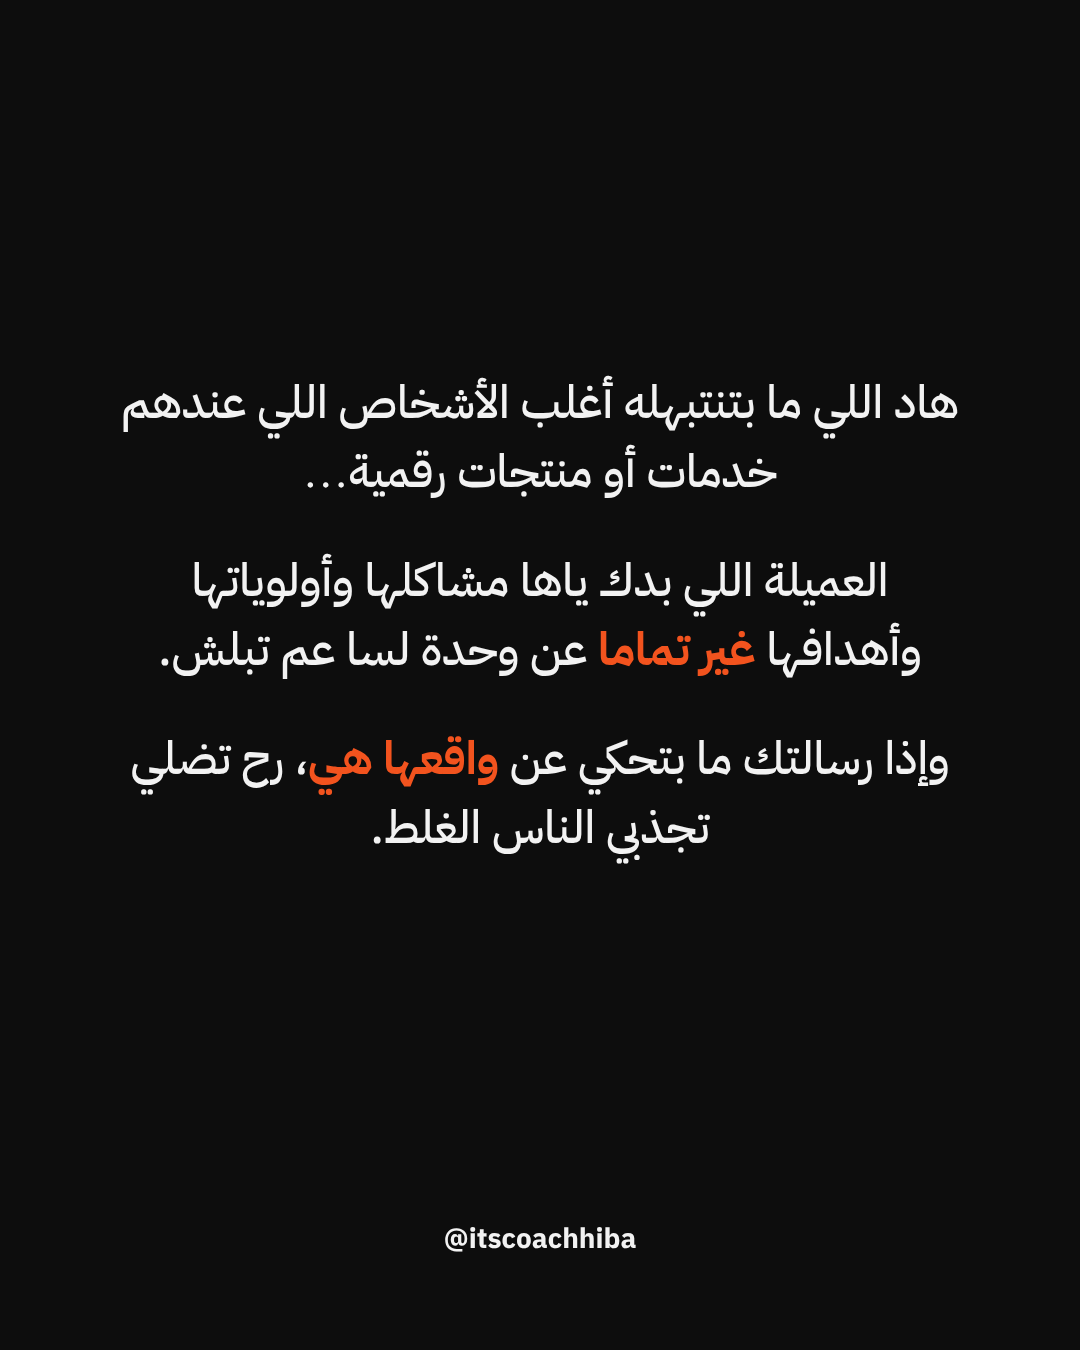 هاد اللي ما بتنتبهله أغلب الأشخاص اللي عندهم
خدمات أو منتجات رقمية...
العميلة اللي بدك ياها مشاكلها وأولوياتها
وأهدافها غير تماما عن وحدة لسا عم تبلش.
وإذا رسالتك ما بتحكي عن واقعها هي، رح تضلي
تجذبي الناس الغلط.
@itscoachhiba